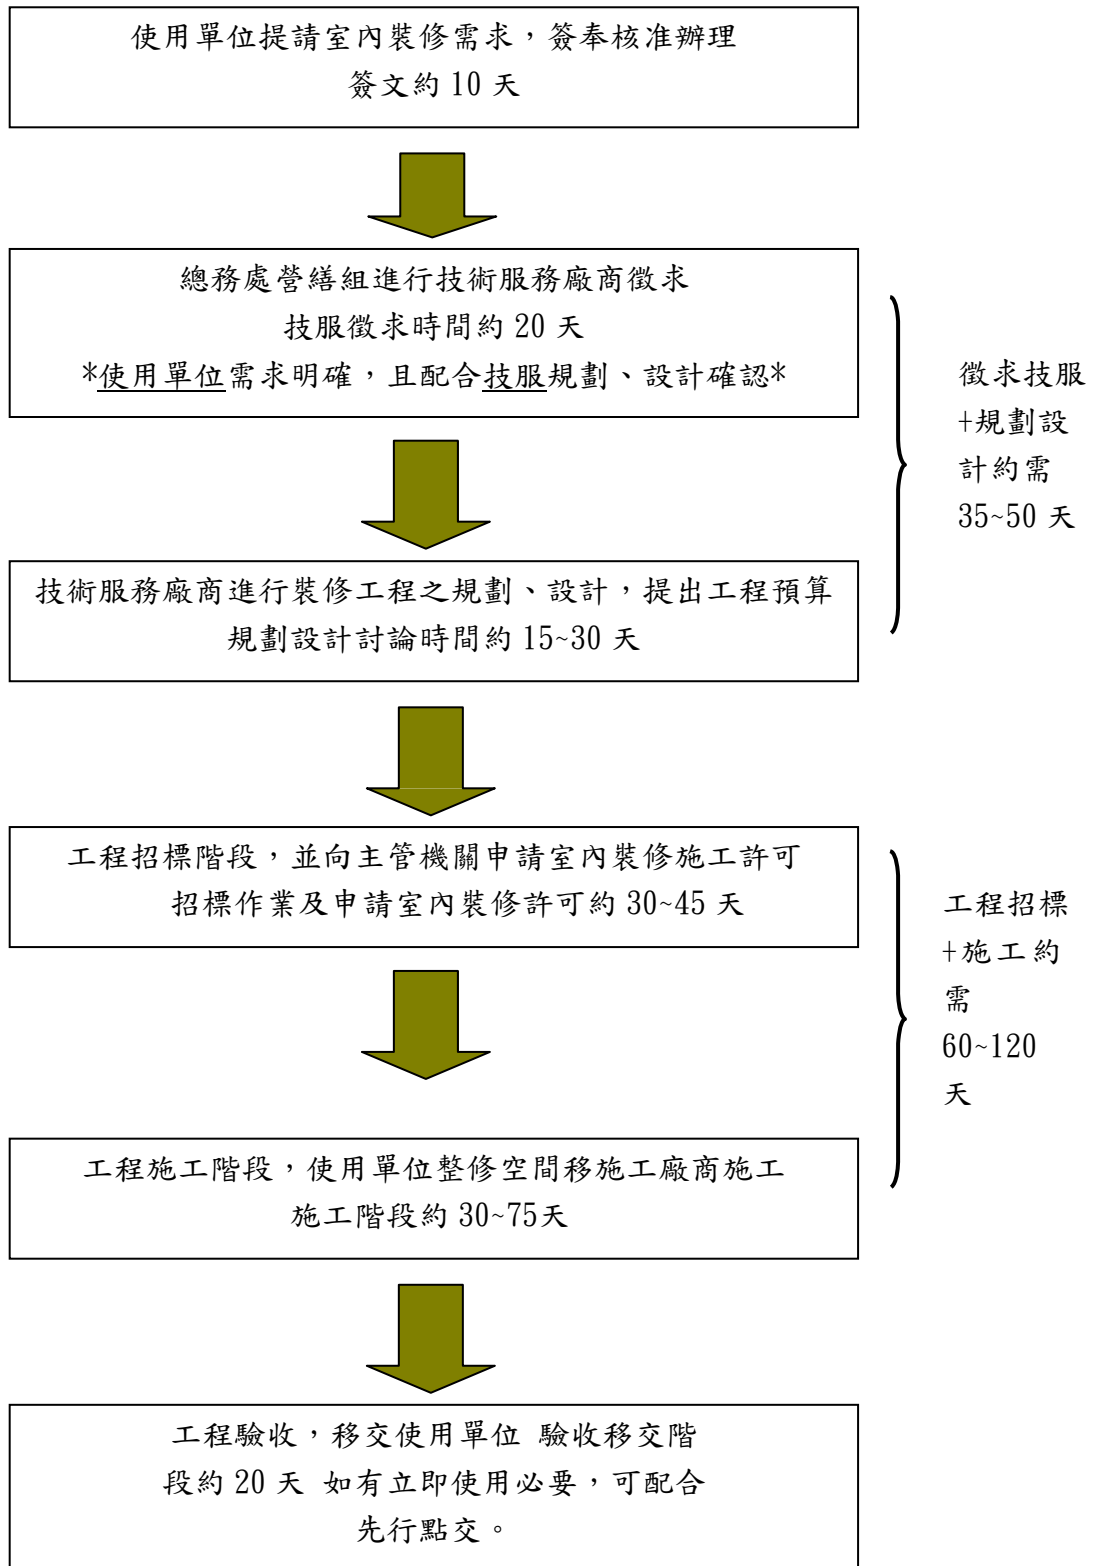 使用單位提請室內裝修需求，簽奉核准辦理
簽文約 10 天
總務處營繕組進行技術服務廠商徵求
技服徵求時間約 20 天
*使用單位需求明確，且配合技服規劃、設計確認*
徵求技服
+規劃設
計約需
35~50 天
技術服務廠商進行裝修工程之規劃、設計，提出工程預算
規劃設計討論時間約 15~30 天
工程招標階段，並向主管機關申請室內裝修施工許可
招標作業及申請室內裝修許可約 30~45 天
工程招標
+施工約
需
60~120
天
工程施工階段，使用單位整修空間移施工廠商施工
施工階段約 30~75天
工程驗收，移交使用單位 驗收移交階
段約 20 天 如有立即使用必要，可配合
先行點交。